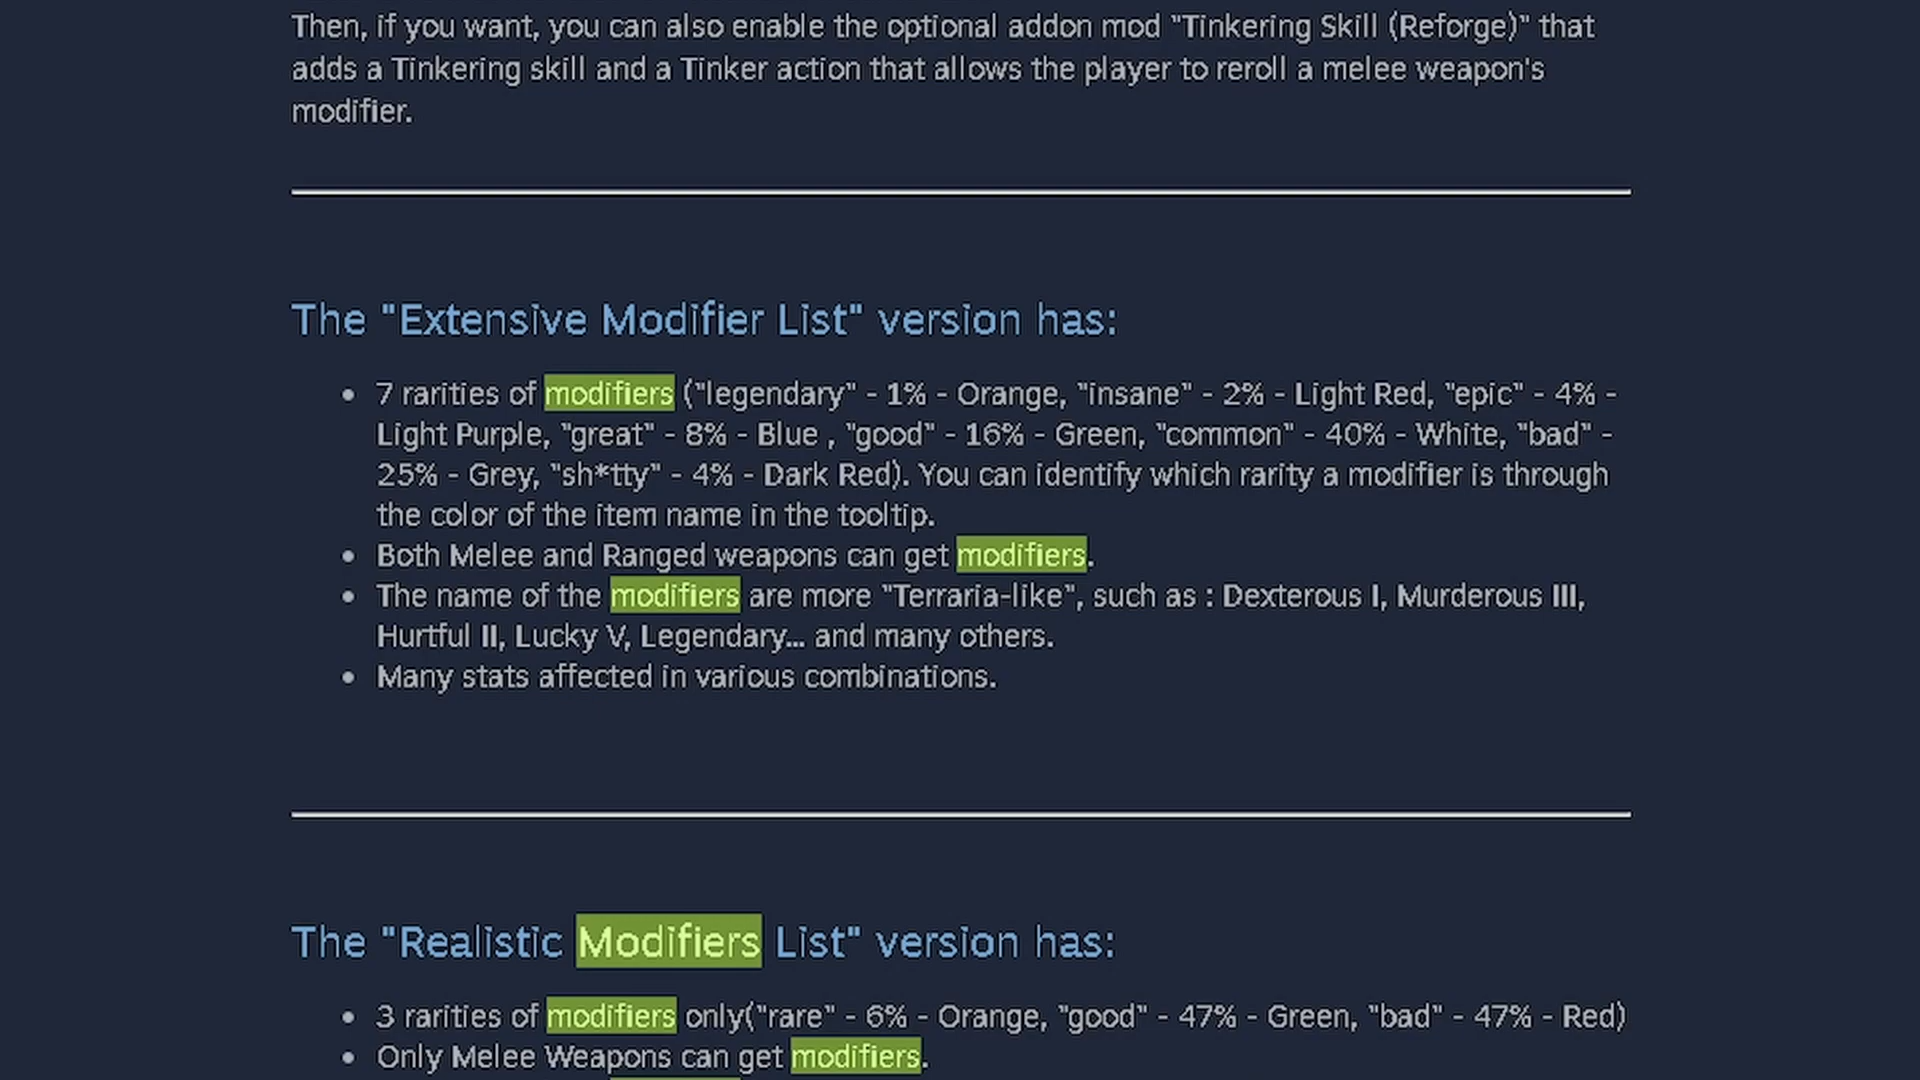 Then, if you want, you can also enable the optional addon mod "Tinkering Skill (Reforge)" that
adds a Tinkering skill and a Tinker action that allows the player to reroll a melee weapon's
modifier.
The "Extensive Modifier List" version has:
• 7 rarities of modifiers ("legendary" - 1% - Orange, "insane" - 2% - Light Red, "epic" - 4% -
Light Purple, "great" - 8% - Blue , "good" - 16% - Green, "common" - 40% - White, "bad" -
25% - Grey, "sh*tty" - 4% - Dark Red). You can identify which rarity a modifier is through
the color of the item name in the tooltip.
• Both Melee and Ranged weapons can get modifiers.
• The name of the modifiers are more "Terraria-like", such as : Dexterous I, Murderous III,
Hurtful II, Lucky V, Legendary... and many others.
• Many stats affected in various combinations.
The "Realistic Modifiers List" version has:
• 3 rarities of modifiers only("rare" - 6% - Orange, "good" - 47% - Green, "bad" - 47% - Red)
• Only Melee Weapons can get modifiers.